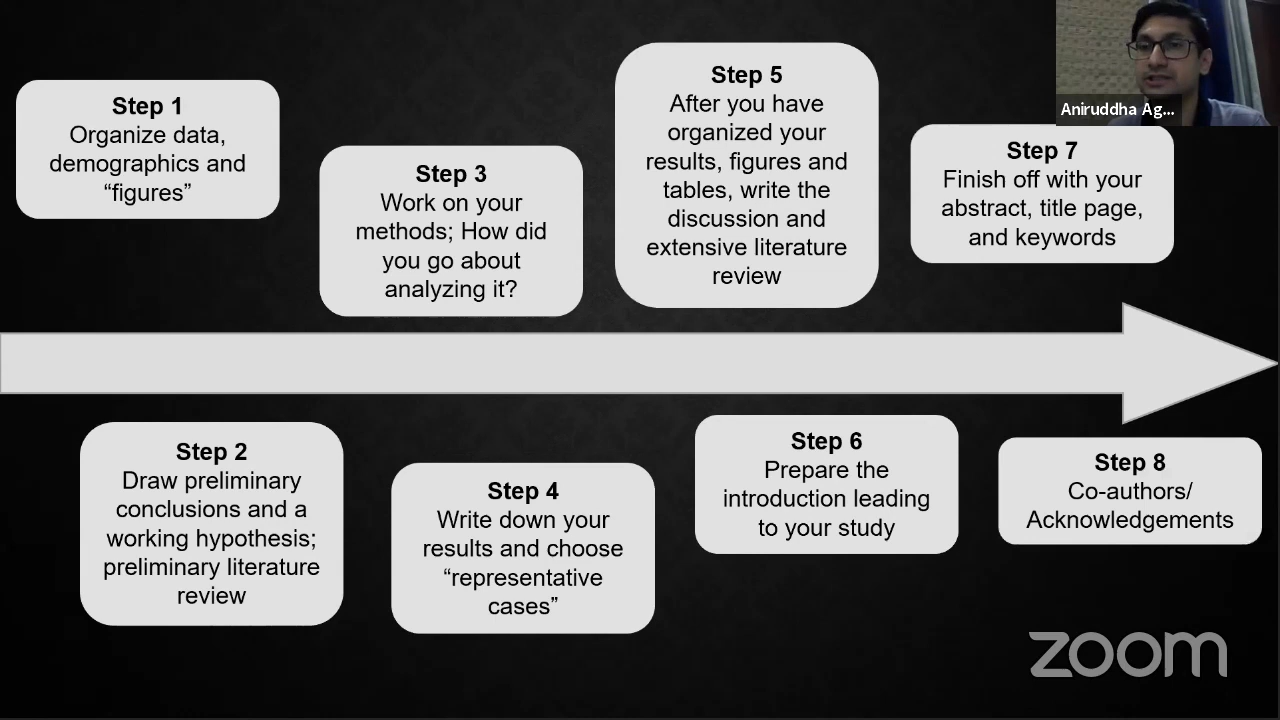 Step 1
Organize data,
demographics and
“figures”
Step 2
Draw preliminary
conclusions and a
working hypothesis;
preliminary literature
review
Step 3
Work on your
methods; How did
you go about
analyzing it?
Step 4
Write down your
results and choose
“representative
cases”
Step 5
After you have
organized your
results, figures and
tables, write the
discussion and
extensive literature
review
Step 6
Prepare the
introduction leading
to your study
Step 7
Finish off with your
abstract, title page,
and keywords
Step 8
Co-authors/
Acknowledgements
Aniruddha Ag...
zoom